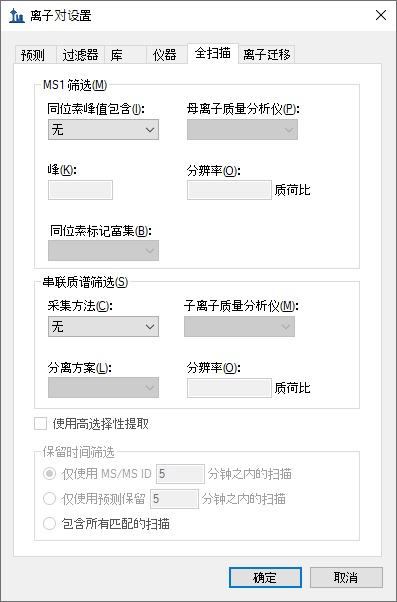 离子对设置
预测 过滤器 库 仪器 全扫描 离子迁移
MS1 筛选(M)
同位素峰值包含(I): 母离子质量分析仪(P):
无
峰(K): 分辨率(O):
质荷比
同位素标记富集(B):
串联质谱筛选(S)
采集方法(C): 子离子质量分析仪(M):
无
分离方案(L): 分辨率(O):
质荷比
使用高选择性提取
保留时间筛选
仅使用 MS/MS ID 5 分钟之内的扫描
仅使用预测保留 5 分钟之内的扫描
包含所有匹配的扫描
确定 取消